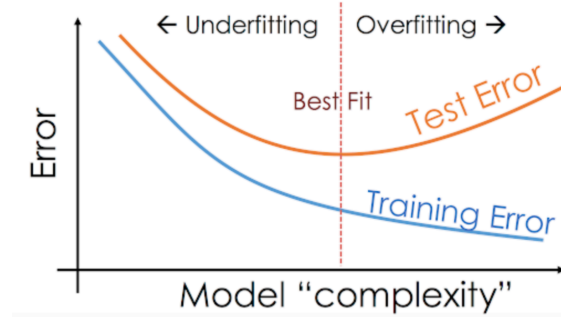 ← Underfitting
Overfitting →
Best Fit
Test Error
Training Error
Error
Model “complexity”